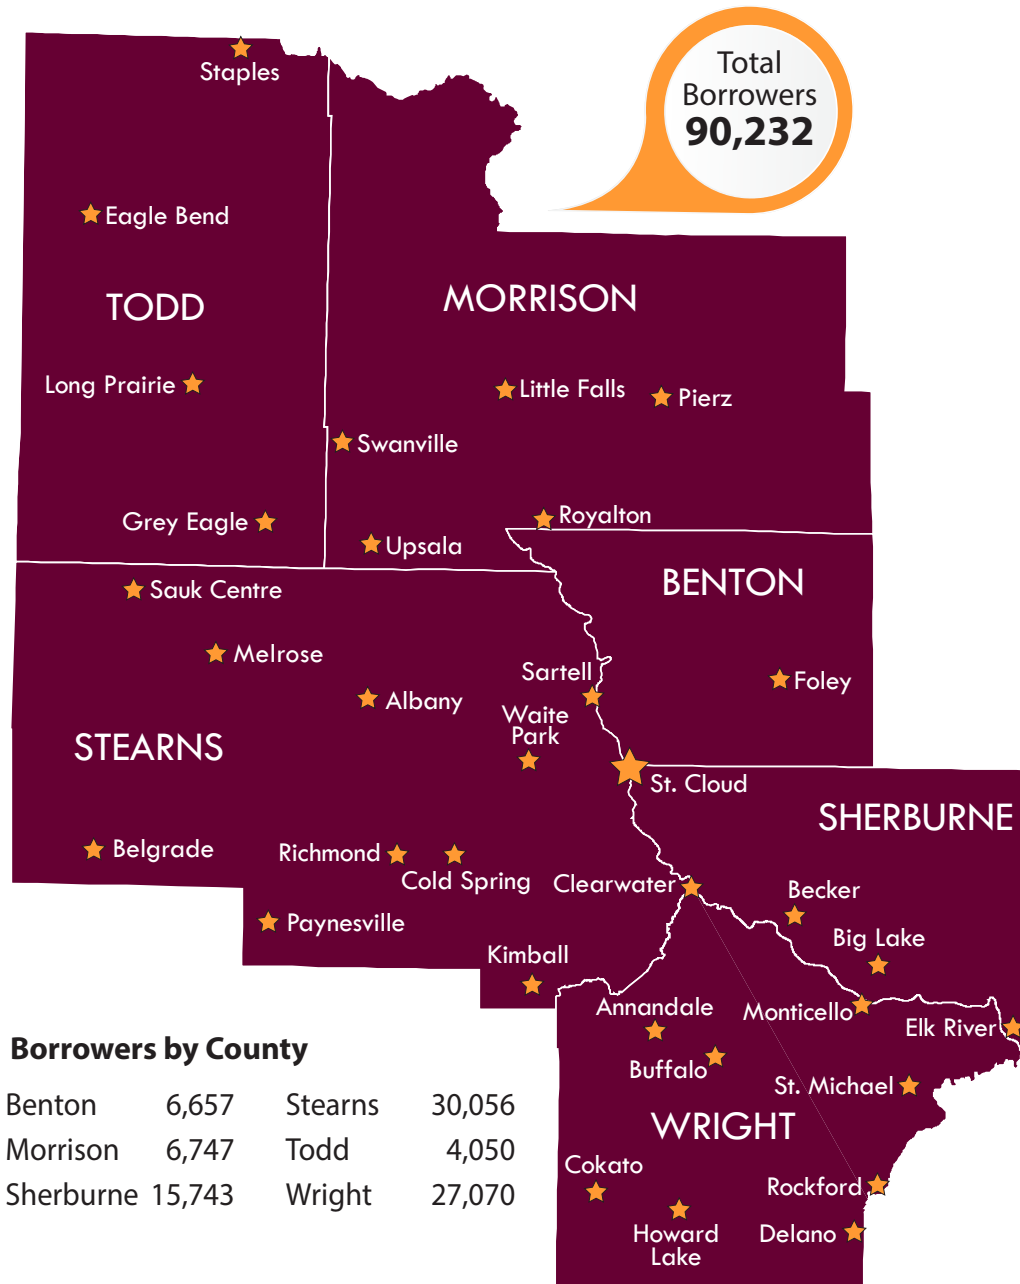 Total
Borrowers
90,232
Staples
Eagle Bend
TODD
MORRISON
Long Prairie
Little Falls
Pierz
Swanville
Grey Eagle
Royalton
Upsala
BENTON
Sauk Centre
Melrose
Sartell
Foley
Albany
Waite
Park
STEARNS
St. Cloud
SHERBURNE
Belgrade
Richmond
Cold Spring
Clearwater
Becker
Paynesville
Big Lake
Kimball
Annandale
Monticello
Elk River
Buffalo
St. Michael
WRIGHT
Cokato
Rockford
Howard
Lake
Delano
Borrowers by County
Benton 6,657 Stearns 30,056
Morrison 6,747 Todd 4,050
Sherburne 15,743 Wright 27,070